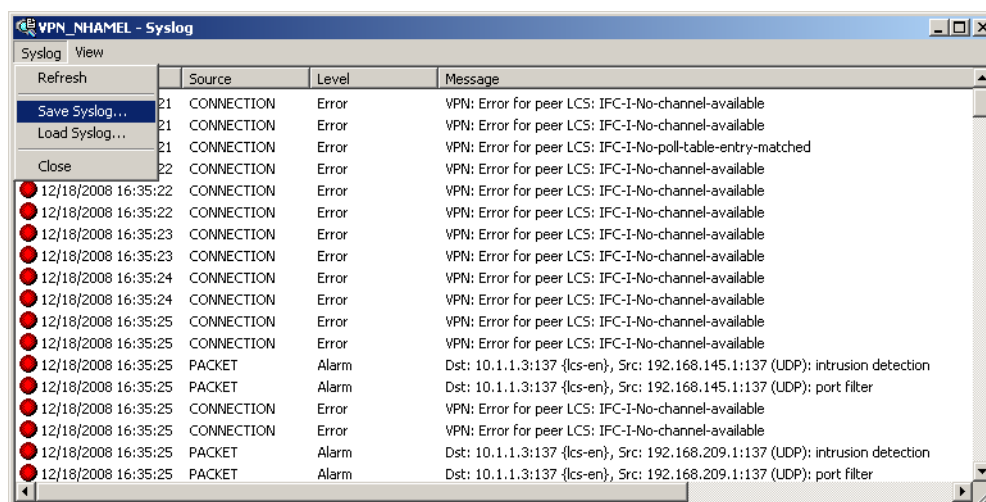 VPN_NHAMEL - Syslog
Syslog View
Refresh
Save Syslog...
Load Syslog...
Close
Source Level Message
21 CONNECTION Error VPN: Error for peer LCS: IFC-I-No-channel-available
21 CONNECTION Error VPN: Error for peer LCS: IFC-I-No-channel-available
21 CONNECTION Error VPN: Error for peer LCS: IFC-I-No-poll-table-entry-matched
22 CONNECTION Error VPN: Error for peer LCS: IFC-I-No-channel-available
12/18/2008 16:35:22 CONNECTION Error VPN: Error for peer LCS: IFC-I-No-channel-available
12/18/2008 16:35:22 CONNECTION Error VPN: Error for peer LCS: IFC-I-No-channel-available
12/18/2008 16:35:23 CONNECTION Error VPN: Error for peer LCS: IFC-I-No-channel-available
12/18/2008 16:35:23 CONNECTION Error VPN: Error for peer LCS: IFC-I-No-channel-available
12/18/2008 16:35:24 CONNECTION Error VPN: Error for peer LCS: IFC-I-No-channel-available
12/18/2008 16:35:24 CONNECTION Error VPN: Error for peer LCS: IFC-I-No-channel-available
12/18/2008 16:35:25 CONNECTION Error VPN: Error for peer LCS: IFC-I-No-channel-available
12/18/2008 16:35:25 CONNECTION Error VPN: Error for peer LCS: IFC-I-No-channel-available
12/18/2008 16:35:25 PACKET Alarm Dst: 10.1.1.3:137 {lcs-en}, Src: 192.168.145.1:137 (UDP): intrusion detection
12/18/2008 16:35:25 PACKET Alarm Dst: 10.1.1.3:137 {lcs-en}, Src: 192.168.145.1:137 (UDP): port filter
12/18/2008 16:35:25 CONNECTION Error VPN: Error for peer LCS: IFC-I-No-channel-available
12/18/2008 16:35:25 CONNECTION Error VPN: Error for peer LCS: IFC-I-No-channel-available
12/18/2008 16:35:25 PACKET Alarm Dst: 10.1.1.3:137 {lcs-en}, Src: 192.168.209.1:137 (UDP): intrusion detection
12/18/2008 16:35:25 PACKET Alarm Dst: 10.1.1.3:137 {lcs-en}, Src: 192.168.209.1:137 (UDP): port filter